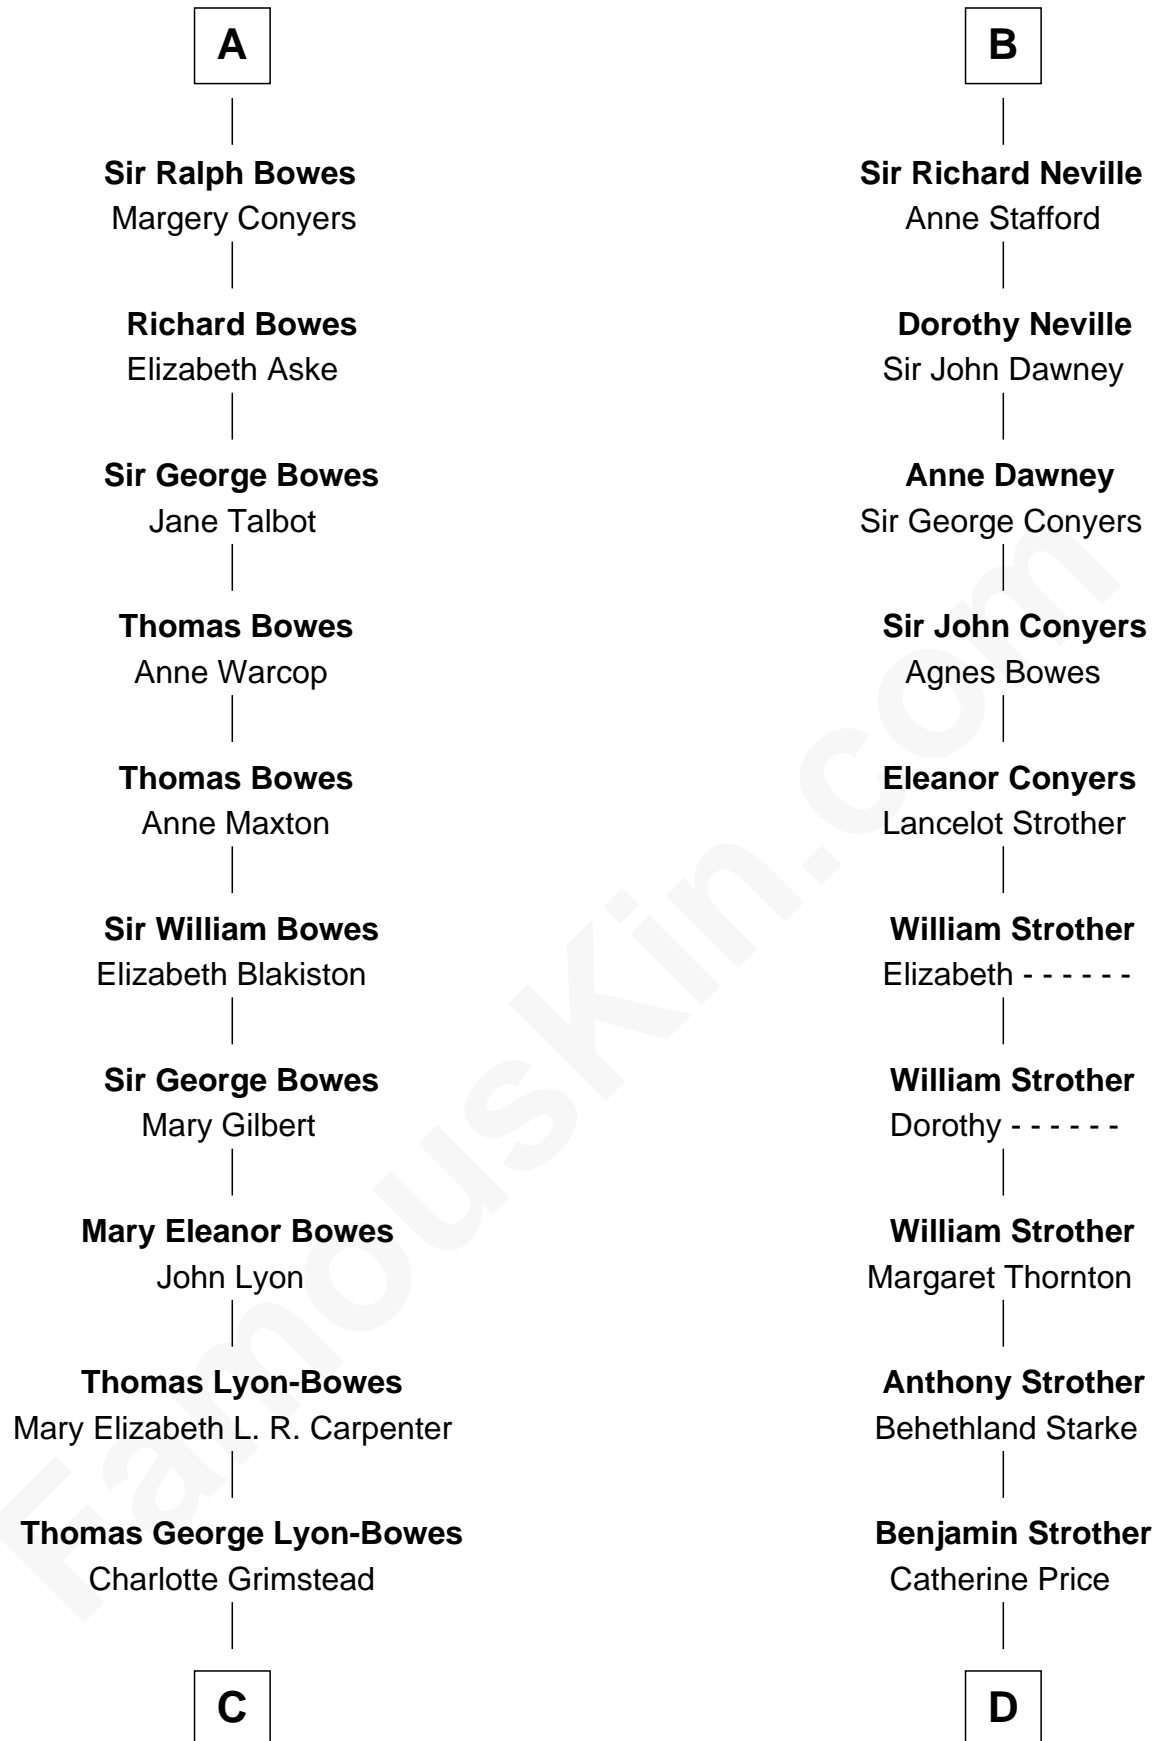 A
Sir Ralph Bowes
Margery Conyers
Richard Bowes
Elizabeth Aske
Sir George Bowes
Jane Talbot
Thomas Bowes
Anne Warcop
Thomas Bowes
Anne Maxton
Sir William Bowes
Elizabeth Blakiston
Sir George Bowes
Mary Gilbert
Mary Eleanor Bowes
John Lyon
Thomas Lyon-Bowes
Mary Elizabeth L. R. Carpenter
Thomas George Lyon-Bowes
Charlotte Grimstead
C
B
Sir Richard Neville
Anne Stafford
Dorothy Neville
Sir John Dawney
Anne Dawney
Sir George Conyers
Sir John Conyers
Agnes Bowes
Eleanor Conyers
Lancelot Strother
William Strother
Elizabeth - - - - - -
William Strother
Dorothy - - - - - -
William Strother
Margaret Thornton
Anthony Strother
Behethland Starke
Benjamin Strother
Catherine Price
D
FamousKin.com